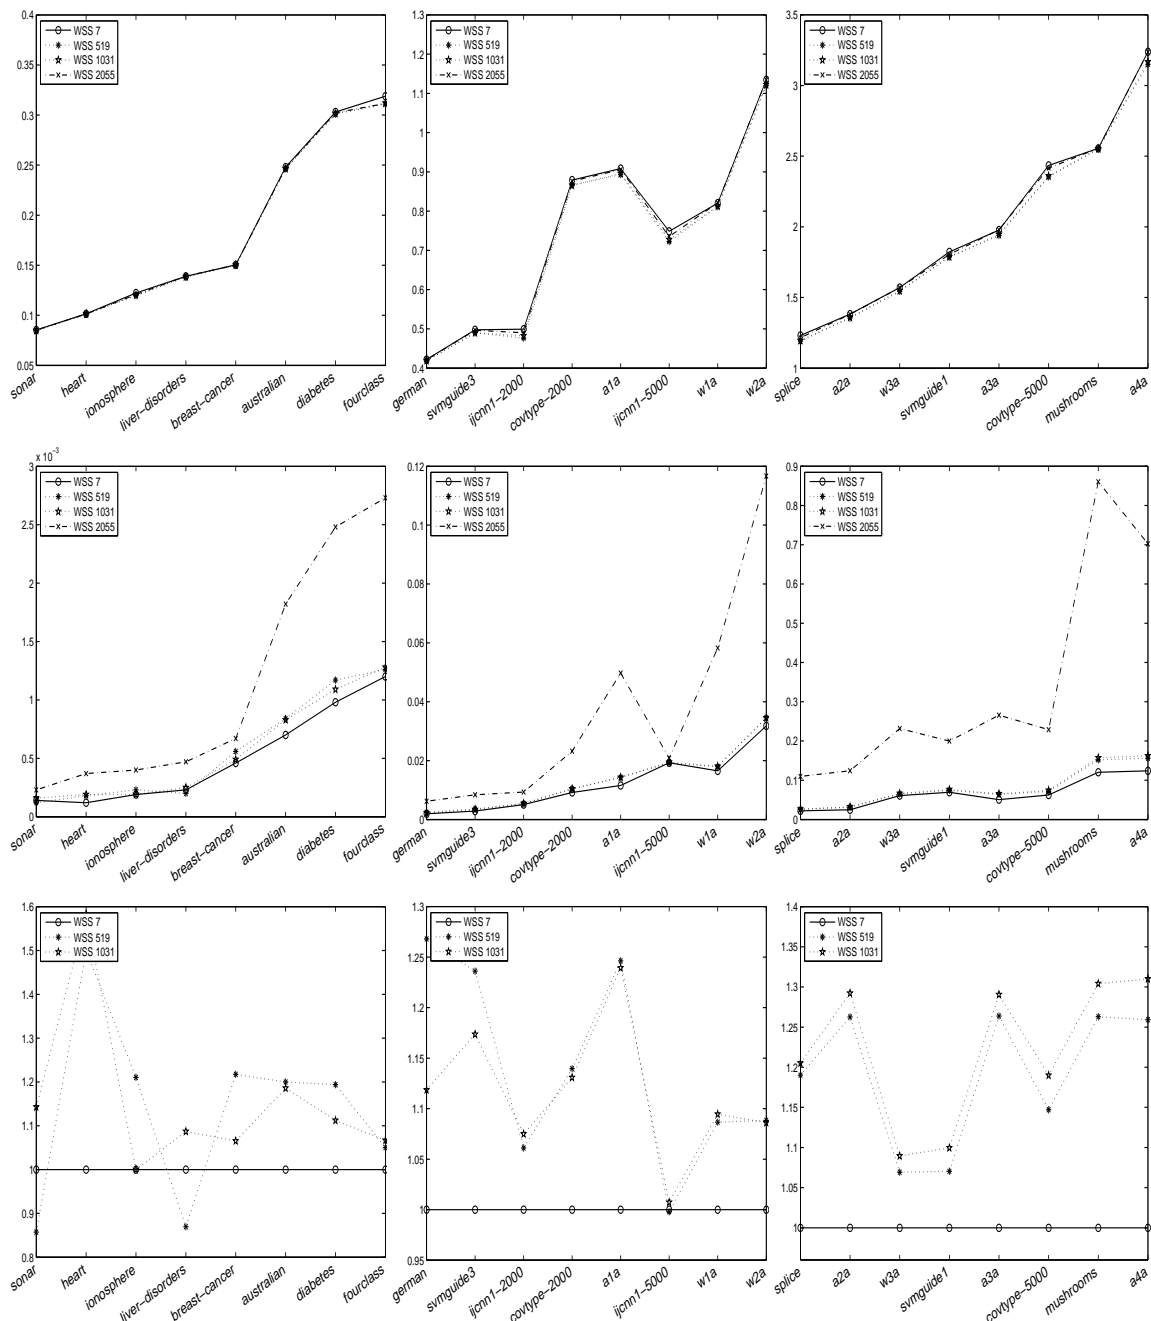 0.4
0.35
0.3
0.25
0.2
0.15
0.1
0.05
WSS 7
WSS 519
WSS 1031
WSS 2055
sonar
heart
ionosphere
liver-disorders
breast-cancer
australian
diabetes
fourclass
1.3
1.2
1.1
1
0.9
0.8
0.7
0.6
0.5
0.4
WSS 7
WSS 519
WSS 1031
WSS 2055
german
svmguide3
ijcnn1-2000
covtype-2000
a1a
ijcnn1-5000
w1a
w2a
3.5
3
2.5
2
1.5
1
WSS 7
WSS 519
WSS 1031
WSS 2055
splice
a2a
w3a
svmguide1
a3a
covtype-5000
mushrooms
a4a
x 10⁻³
3
2.5
2
1.5
1
0.5
0
WSS 7
WSS 519
WSS 1031
WSS 2055
sonar
heart
ionosphere
liver-disorders
breast-cancer
australian
diabetes
fourclass
0.12
0.1
0.08
0.06
0.04
0.02
0
WSS 7
WSS 519
WSS 1031
WSS 2055
german
svmguide3
ijcnn1-2000
covtype-2000
a1a
ijcnn1-5000
w1a
w2a
0.9
0.8
0.7
0.6
0.5
0.4
0.3
0.2
0.1
0
WSS 7
WSS 519
WSS 1031
WSS 2055
splice
a2a
w3a
svmguide1
a3a
covtype-5000
mushrooms
a4a
1.6
1.5
1.4
1.3
1.2
1.1
1
0.9
0.8
WSS 7
WSS 519
WSS 1031
sonar
heart
ionosphere
liver-disorders
breast-cancer
australian
diabetes
fourclass
1.3
1.25
1.2
1.15
1.1
1.05
1
0.95
WSS 7
WSS 519
WSS 1031
german
svmguide3
ijcnn1-2000
covtype-2000
a1a
ijcnn1-5000
w1a
w2a
1.4
1.35
1.3
1.25
1.2
1.15
1.1
1.05
1
WSS 7
WSS 519
WSS 1031
splice
a2a
w3a
svmguide1
a3a
covtype-5000
mushrooms
a4a